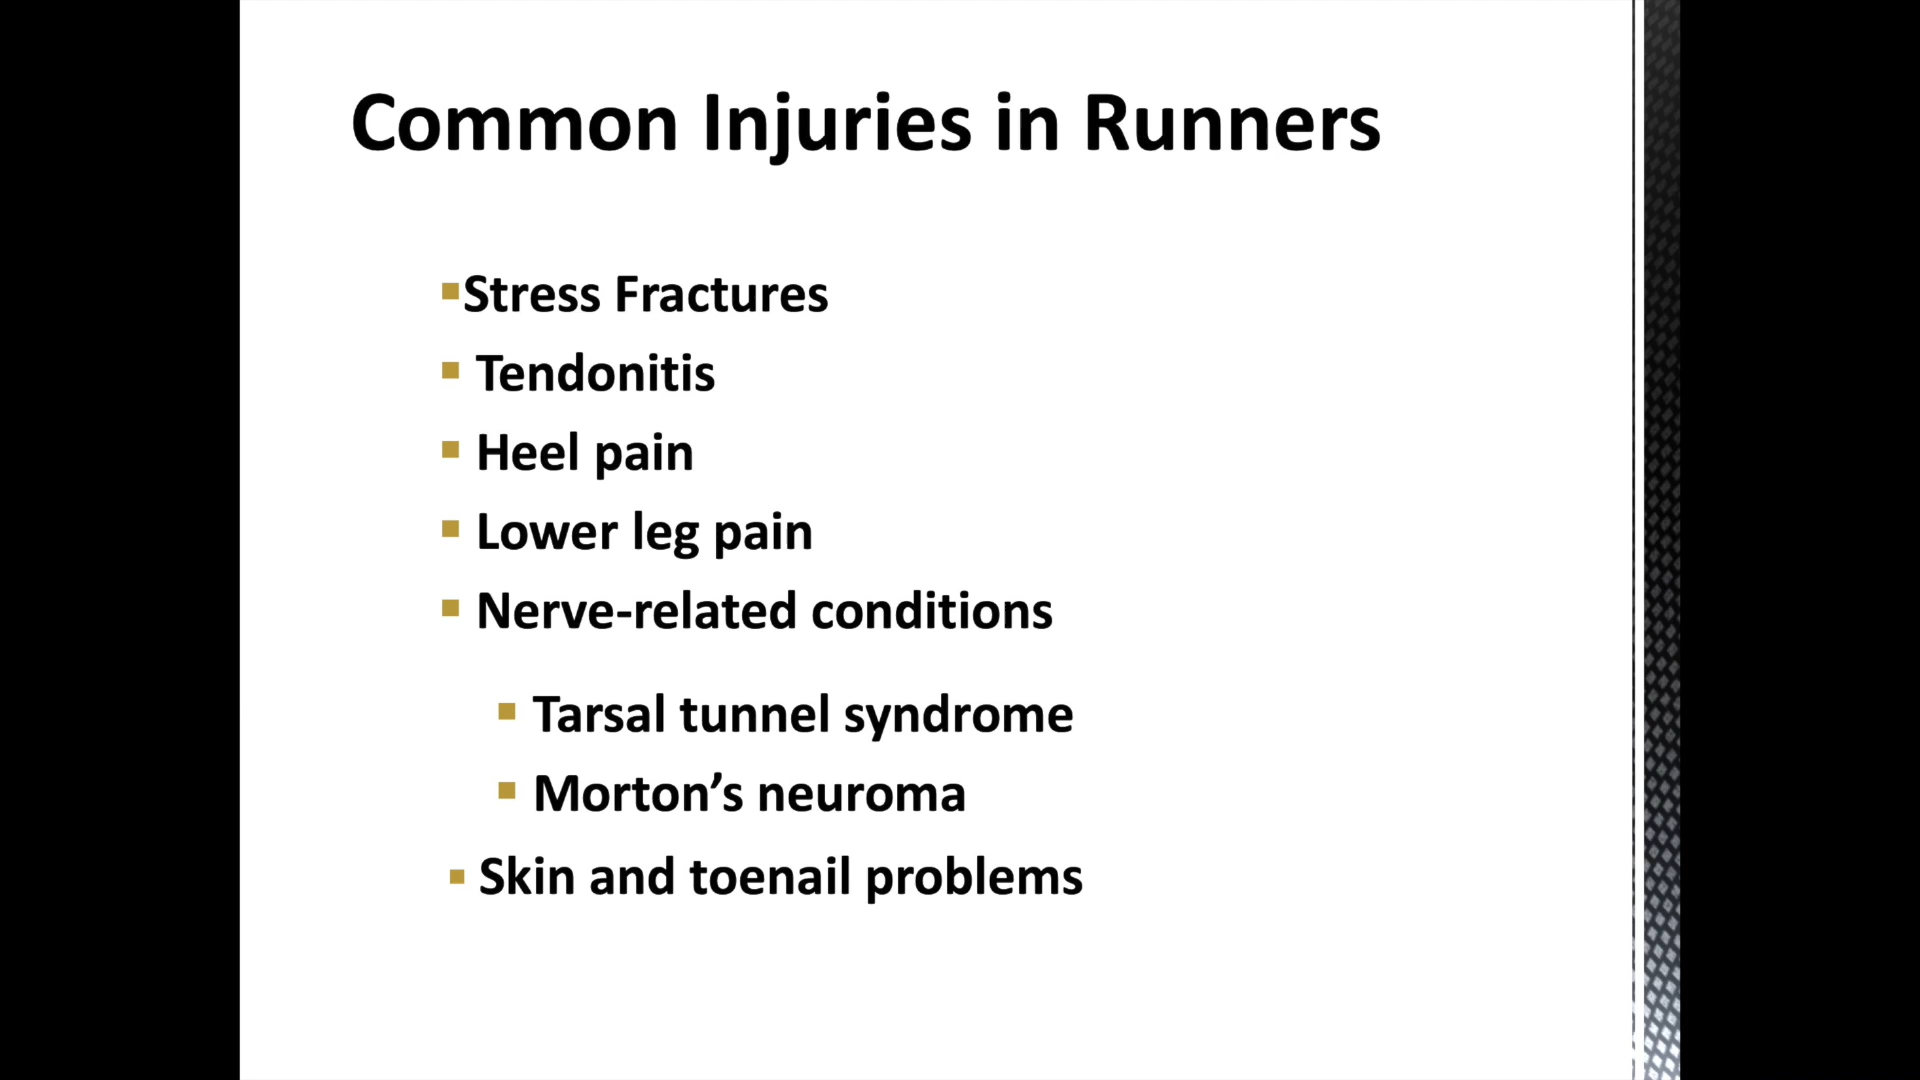 Common Injuries in Runners
Stress Fractures
Tendonitis
Heel pain
Lower leg pain
Nerve-related conditions
Tarsal tunnel syndrome
Morton’s neuroma
Skin and toenail problems